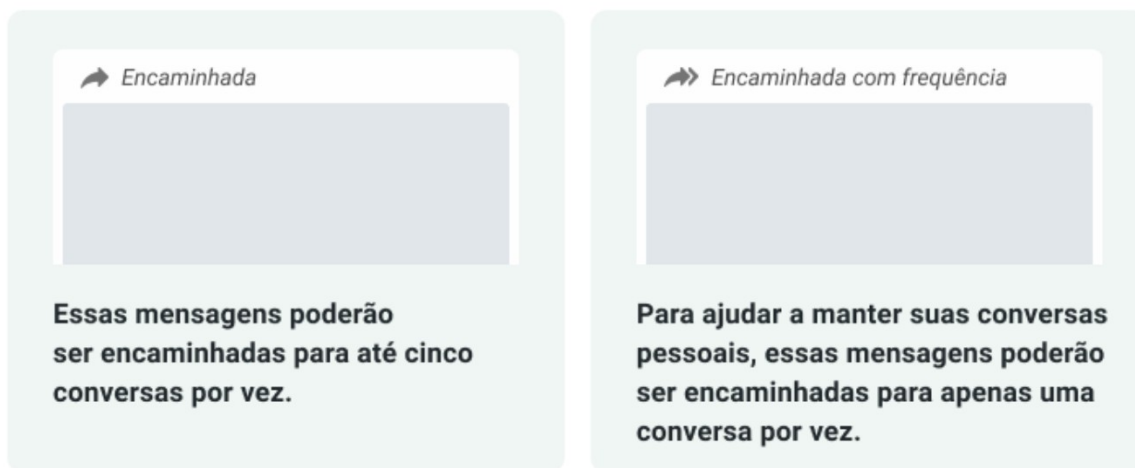 Encaminhada
Essas mensagens poderão
ser encaminhadas para até cinco
conversas por vez.
Encaminhada com frequência
Para ajudar a manter suas conversas
pessoais, essas mensagens poderão
ser encaminhadas para apenas uma
conversa por vez.